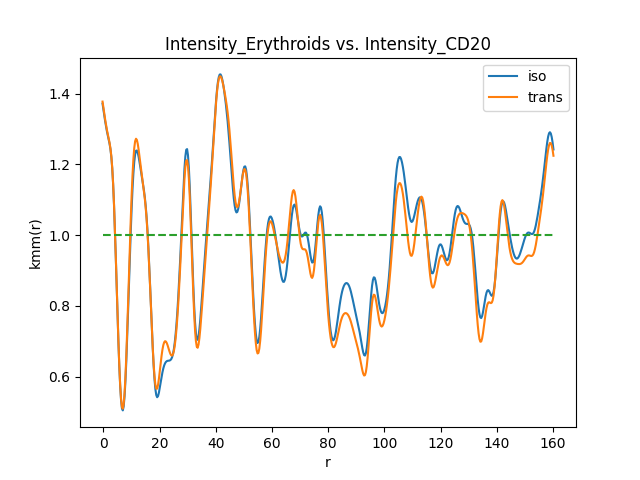 Intensity_Erythroids vs. Intensity_CD20
iso
trans
kmm(r)
1.4
1.2
1.0
0.8
0.6
0 20 40 60 80 100 120 140 160
r